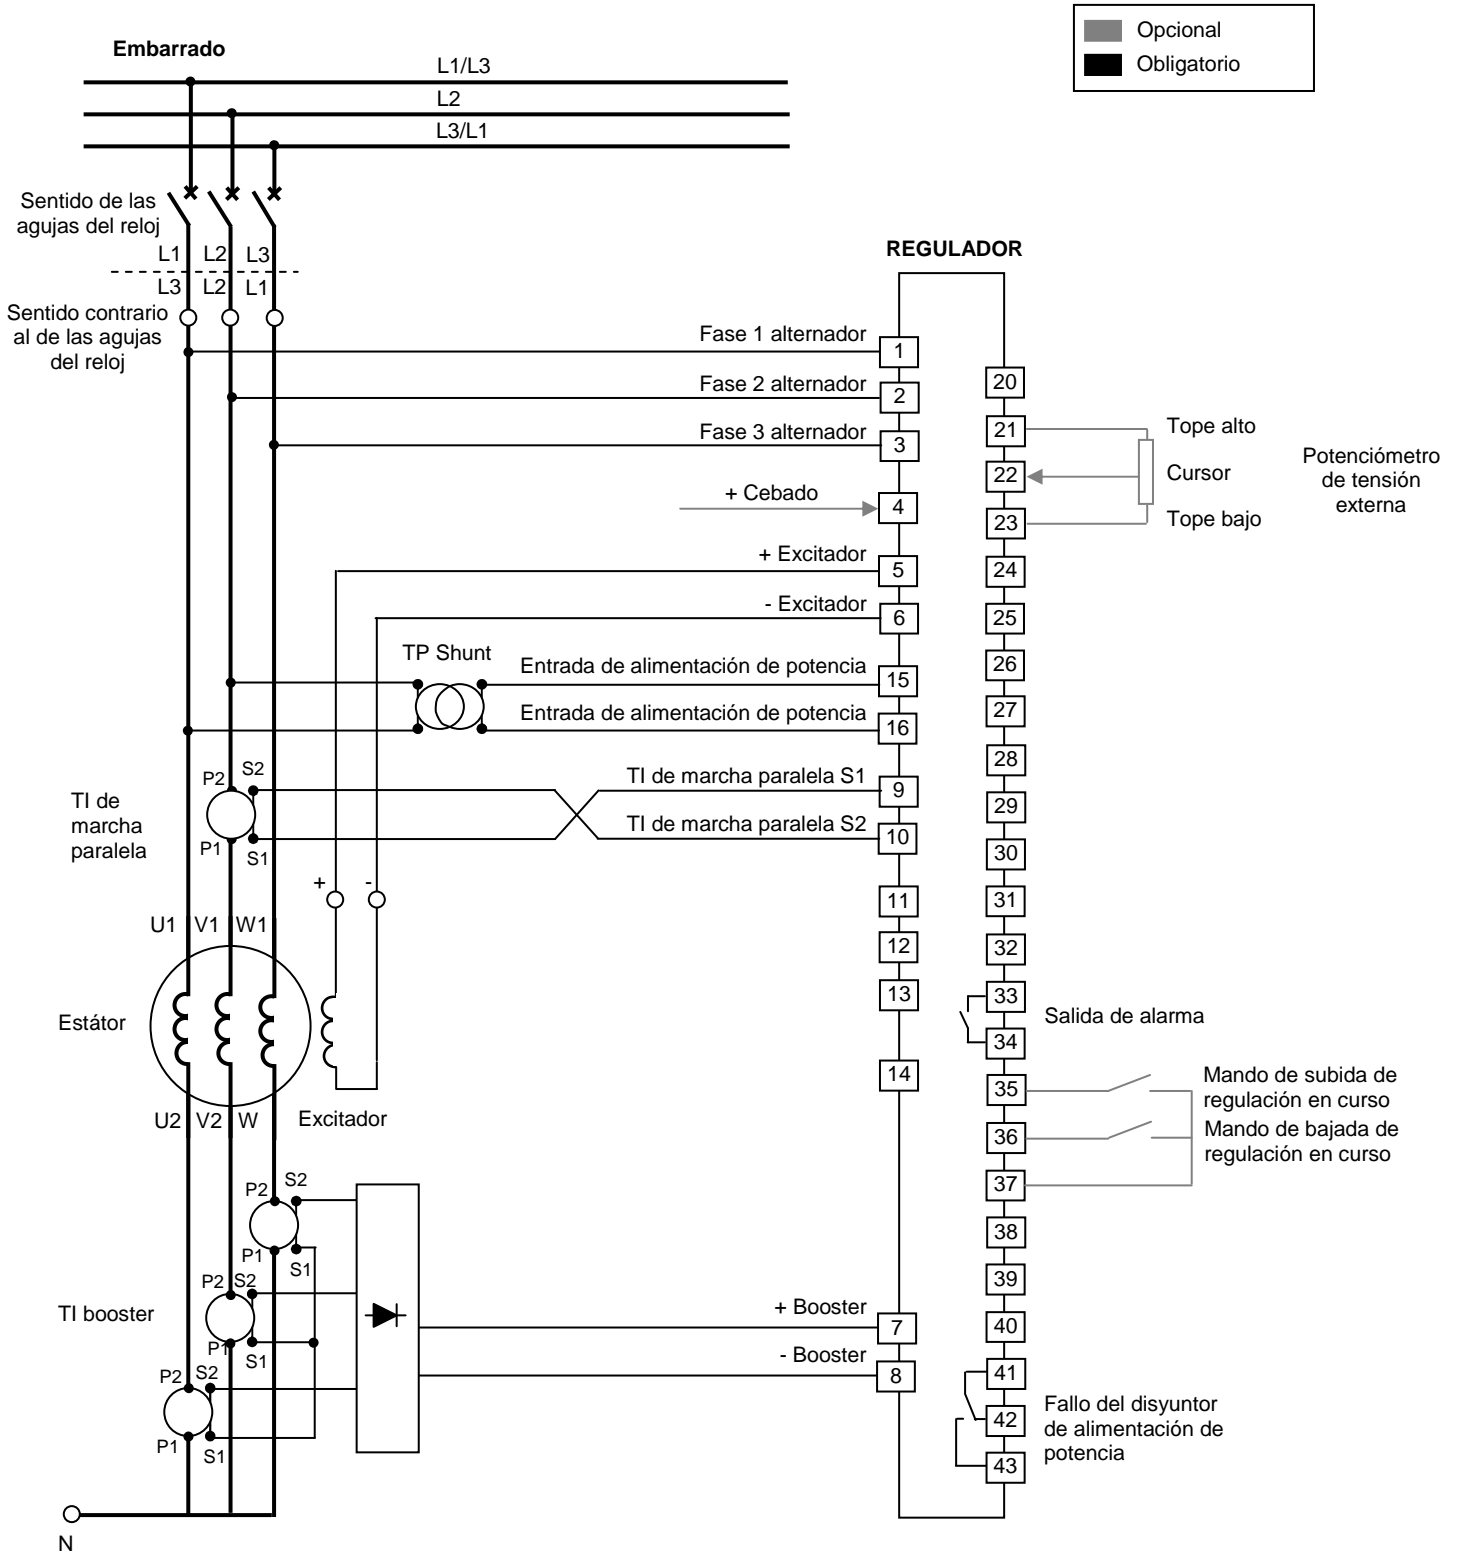 Opcional
Obligatorio
Embarrado
L1/L3
L2
L3/L1
Sentido de las
agujas del reloj
L1 L2 L3
L3 L2 L1
Sentido contrario
al de las agujas
del reloj
REGULADOR
Fase 1 alternador
1
Fase 2 alternador
2
Fase 3 alternador
3
+ Cebado
4
+ Excitador
5
- Excitador
6
TP Shunt
Entrada de alimentación de potencia
15
Entrada de alimentación de potencia
16
TI de marcha paralela S1
9
TI de marcha paralela S2
10
11
12
13
14
+ Booster
7
- Booster
8
20
21
Tope alto
22
Cursor
23
Tope bajo
Potenciómetro
de tensión
externa
24
25
26
27
28
29
30
31
32
33
34
Salida de alarma
35
Mando de subida de
regulación en curso
36
Mando de bajada de
regulación en curso
37
38
39
40
41
42
43
Fallo del disyuntor
de alimentación de
potencia
TI de
marcha
paralela
P2 S2
P1 S1
+ -
U1 V1 W1
Estátor
U2 V2 W
Excitador
P2 S2
P1 S1
TI booster
P2 S2
P1 S1
P2 S2
P1 S1
N